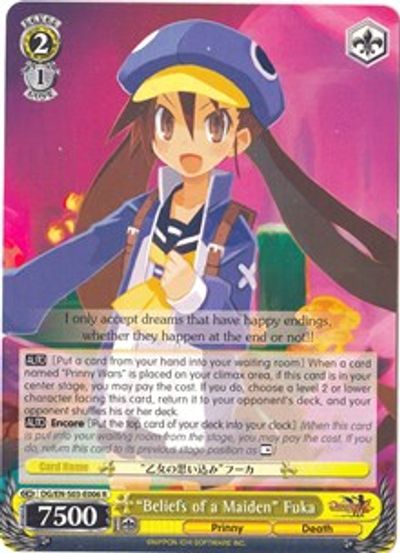 LEVEL
2
1
COST
I only accept dreams that have happy endings,
whether they happen at the end or not!!
AUTO [Put a card from your hand into your waiting room] When a card
named "Prinny Wars" is placed on your climax area, if this card is in your
center stage, you may pay the cost. If you do, choose a level 2 or lower
character facing this card, return it to your opponent's deck, and your
opponent shuffles his or her deck.
AUTO Encore [Put the top card of your deck into your clock] (When this card
is put into your waiting room from the stage, you may pay the cost. If you do,
return this card to its previous stage position as )
Card Name
"乙女の思い込み"フーカ
DG/EN-S03-E006 R
7500
"Beliefs of a Maiden" Fuka
Prinny
Death
©NIPPON ICHI SOFTWARE INC.